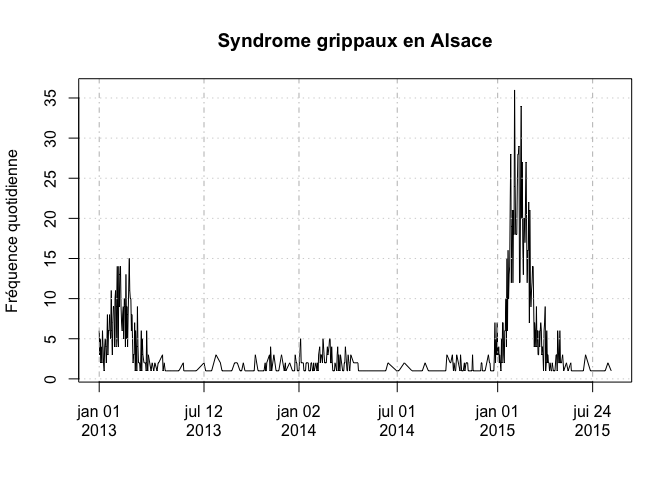 Syndrome grippaux en Alsace
Fréquence quotidienne
35
30
25
20
15
10
5
0
jan 01 jul 12 jan 02 jul 01 jan 01 jui 24
2013 2013 2014 2014 2015 2015